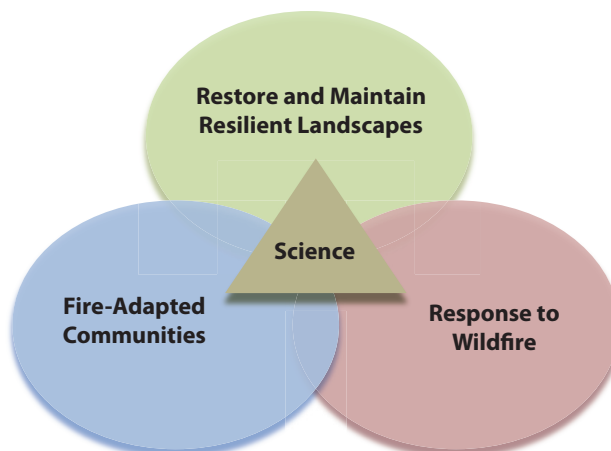 Restore and Maintain
Resilient Landscapes
Science
Fire-Adapted
Communities
Response to
Wildfire